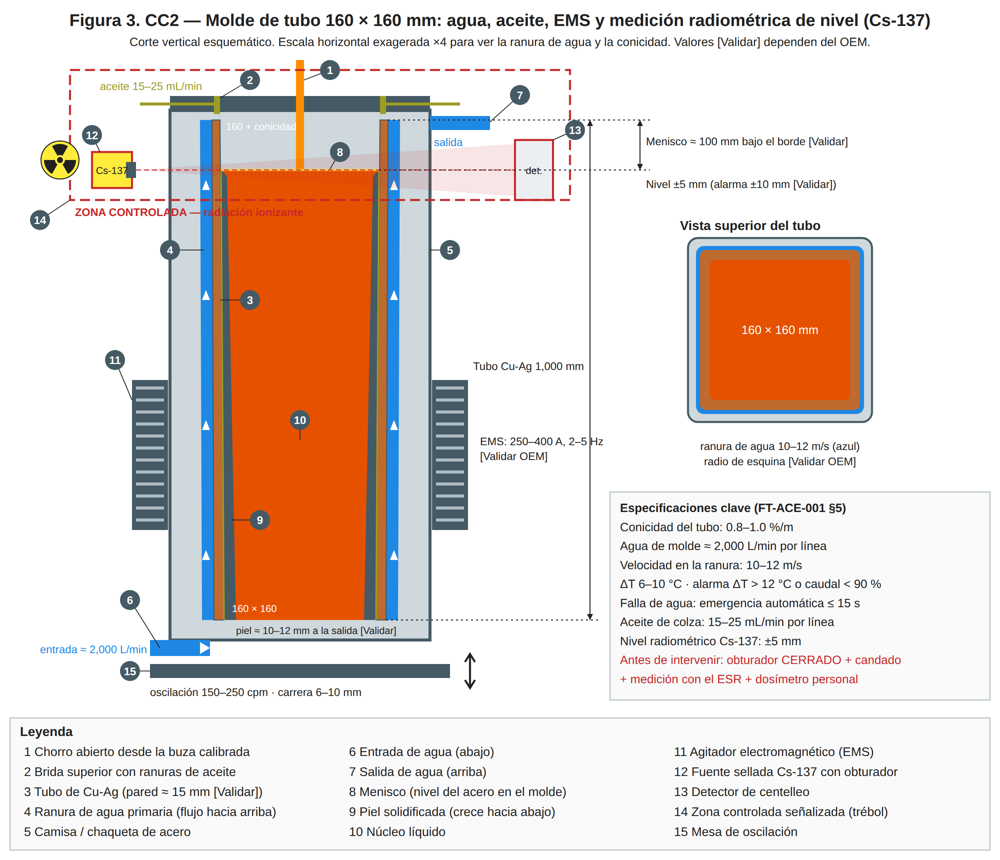 Figura 3. CC2 — Molde de tubo 160 × 160 mm: agua, aceite, EMS y medición radiométrica de nivel (Cs-137)
Corte vertical esquemático. Escala horizontal exagerada ×4 para ver la ranura de agua y la conicidad. Valores [Validar] dependen del OEM.
1
2
aceite 15–25 mL/min
7
160 + conicidad
12
13
salida
Menisco ≈ 100 mm bajo el borde [Validar]
8
Cs-137
det.
Nivel ±5 mm (alarma ±10 mm [Validar])
ZONA CONTROLADA — radiación ionizante
14
Vista superior del tubo
4
5
3
160 × 160 mm
11
Tubo Cu-Ag 1,000 mm
10
EMS: 250–400 A, 2–5 Hz
[Validar OEM]
ranura de agua 10–12 m/s (azul)
radio de esquina [Validar OEM]
9
Especificaciones clave (FT-ACE-001 §5)
Conicidad del tubo: 0.8–1.0 %/m
Agua de molde ≈ 2,000 L/min por línea
Velocidad en la ranura: 10–12 m/s
ΔT 6–10 °C · alarma ΔT > 12 °C o caudal < 90 %
Falla de agua: emergencia automática ≤ 15 s
Aceite de colza: 15–25 mL/min por línea
Nivel radiométrico Cs-137: ±5 mm
Antes de intervenir: obturador CERRADO + candado
+ medición con el ESR + dosímetro personal
6
160 × 160
piel ≈ 10–12 mm a la salida [Validar]
entrada ≈ 2,000 L/min
15
oscilación 150–250 cpm · carrera 6–10 mm
Leyenda
1 Chorro abierto desde la buza calibrada
2 Brida superior con ranuras de aceite
3 Tubo de Cu-Ag (pared ≈ 15 mm [Validar])
4 Ranura de agua primaria (flujo hacia arriba)
5 Camisa / chaqueta de acero
6 Entrada de agua (abajo)
7 Salida de agua (arriba)
8 Menisco (nivel del acero en el molde)
9 Piel solidificada (crece hacia abajo)
10 Núcleo líquido
11 Agitador electromagnético (EMS)
12 Fuente sellada Cs-137 con obturador
13 Detector de centelleo
14 Zona controlada señalizada (trébol)
15 Mesa de oscilación